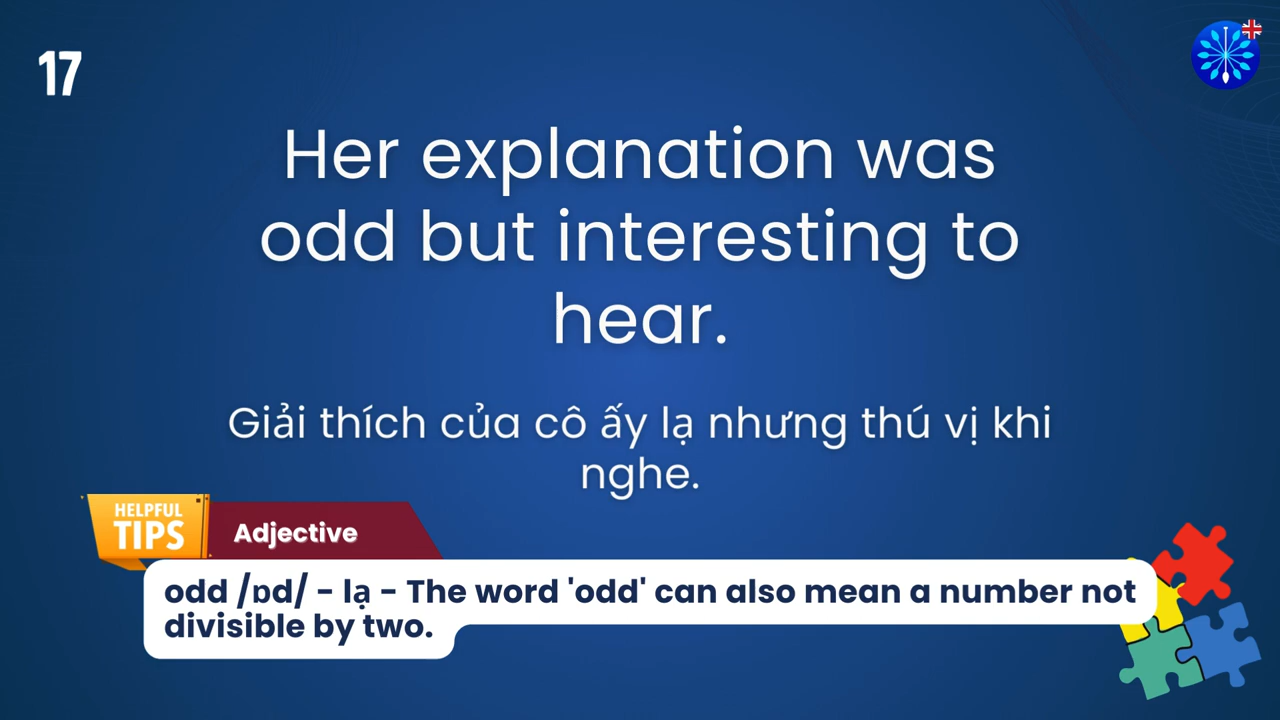 17
Her explanation was
odd but interesting to
hear.
Giải thích của cô ấy lạ nhưng thú vị khi
nghe.
HELPFUL
TIPS
Adjective
odd /ɒd/ - lạ - The word 'odd' can also mean a number not
divisible by two.